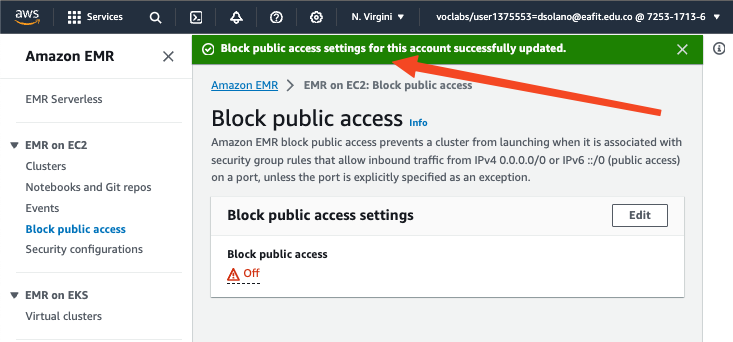 aws
Services
N. Virgini
voclabs/user1375553=dsolano@eafit.edu.co @ 7253-1713-6
Amazon EMR
EMR Serverless
EMR on EC2
Clusters
Notebooks and Git repos
Events
Block public access
Security configurations
EMR on EKS
Virtual clusters
Block public access settings for this account successfully updated.
Amazon EMR
EMR on EC2: Block public access
Block public access Info
Amazon EMR block public access prevents a cluster from launching when it is associated with
security group rules that allow inbound traffic from IPv4 0.0.0.0/0 or IPv6 ::/0 (public access)
on a port, unless the port is explicitly specified as an exception.
Block public access settings
Edit
Block public access
Off